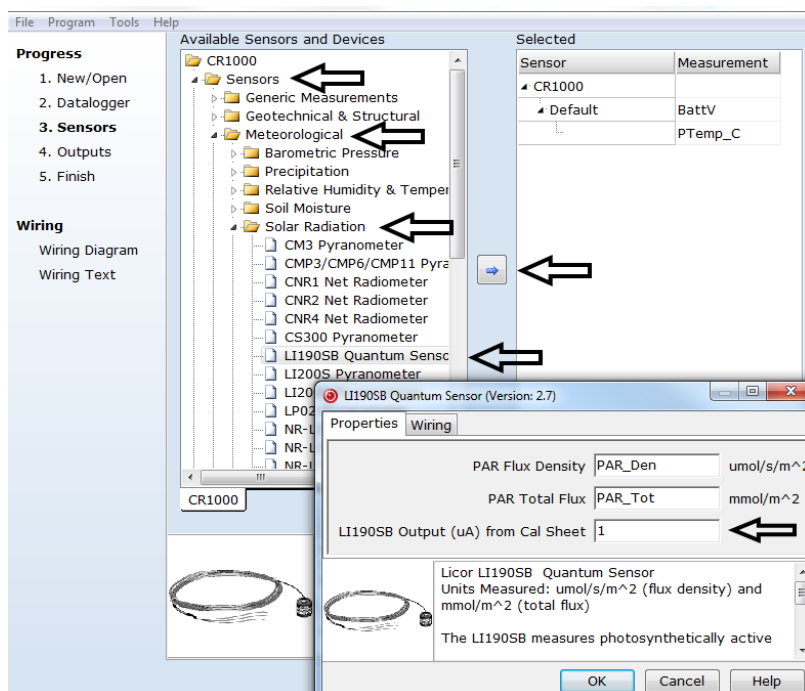 File Program Tools Help
Progress
1. New/Open
2. Datalogger
3. Sensors
4. Outputs
5. Finish
Wiring
Wiring Diagram
Wiring Text
Available Sensors and Devices
CR1000
Sensors
Generic Measurements
Geotechnical & Structural
Meteorological
Barometric Pressure
Precipitation
Relative Humidity & Temper
Soil Moisture
Solar Radiation
CM3 Pyranometer
CMP3/CMP6/CMP11 Pyra
CNR1 Net Radiometer
CNR2 Net Radiometer
CNR4 Net Radiometer
CS300 Pyranometer
LI190SB Quantum Senso
LI200S Pyranometer
LI20
LP02
NR-L
NR-L
NR-L
CR1000
Selected
Sensor Measurement
CR1000
Default BattV
PTemp_C
LI190SB Quantum Sensor (Version: 2.7)
Properties Wiring
PAR Flux Density PAR_Den umol/s/m^2
PAR Total Flux PAR_Tot mmol/m^2
LI190SB Output (uA) from Cal Sheet 1
Licor LI190SB Quantum Sensor
Units Measured: umol/s/m^2 (flux density) and
mmol/m^2 (total flux)
The LI190SB measures photosynthetically active
OK Cancel Help